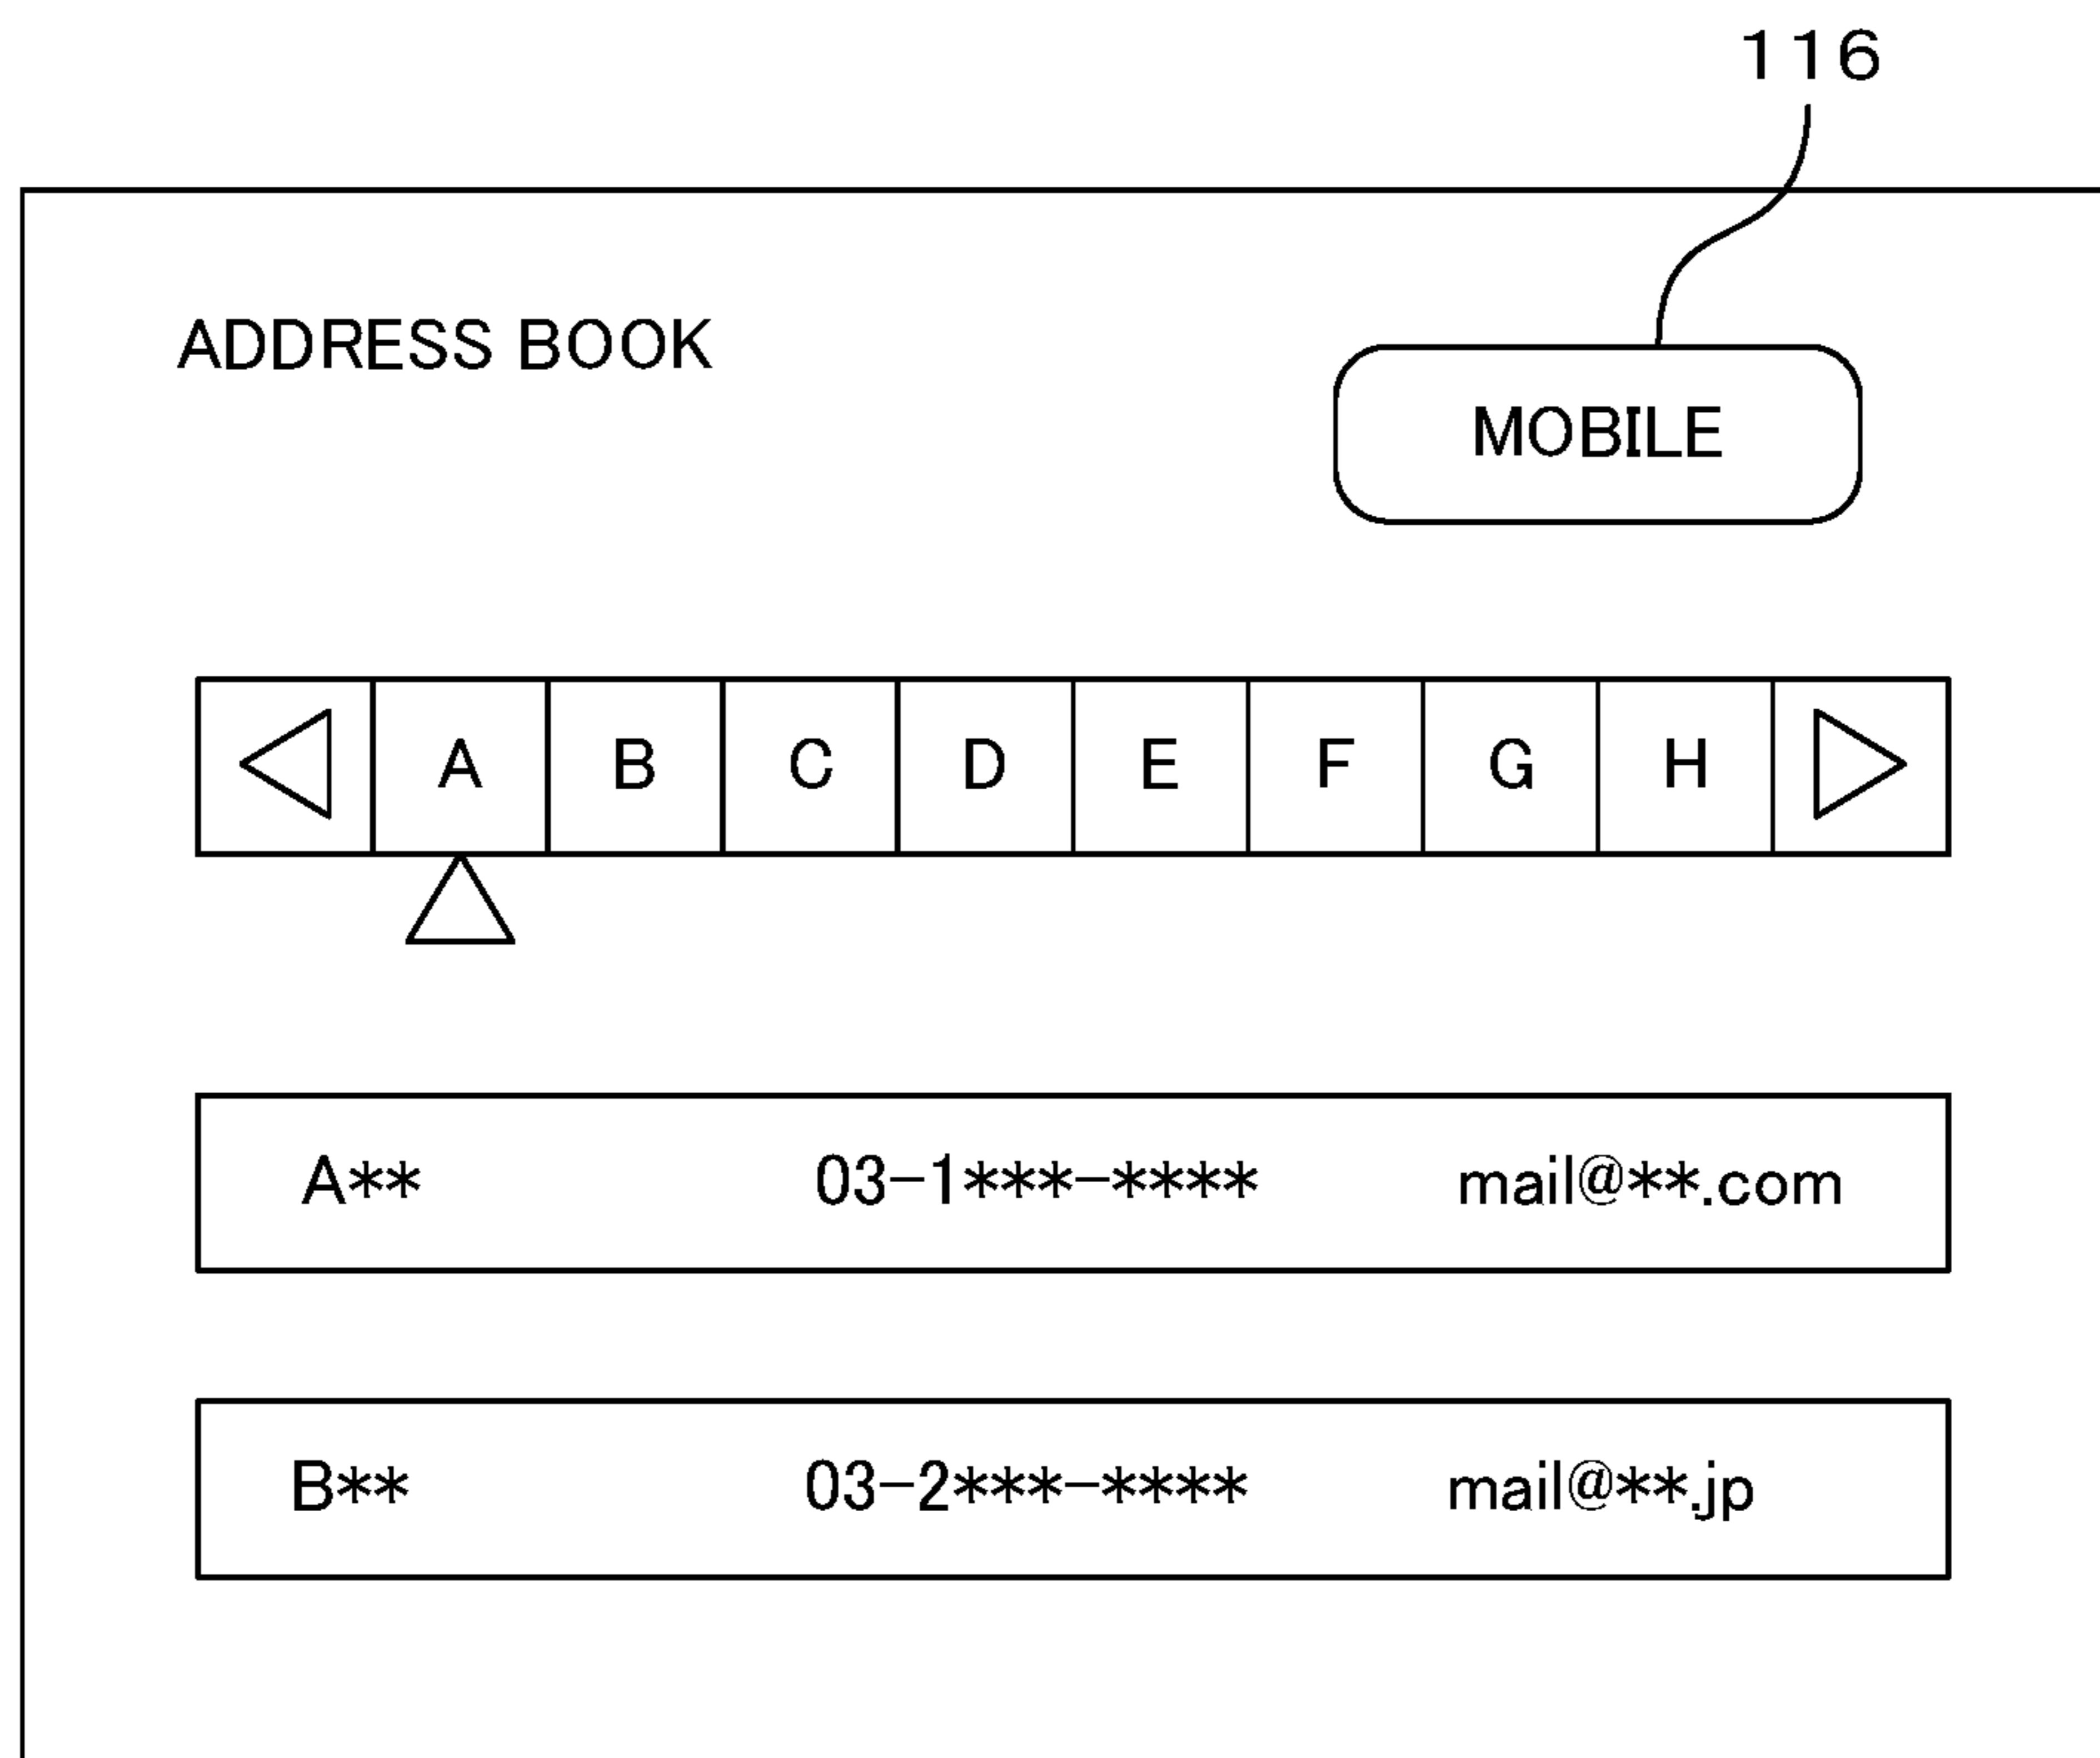 116
ADDRESS BOOK
MOBILE
A B C D E F G H
A** 03-1***-**** mail@**.com
B** 03-2***-**** mail@**.jp